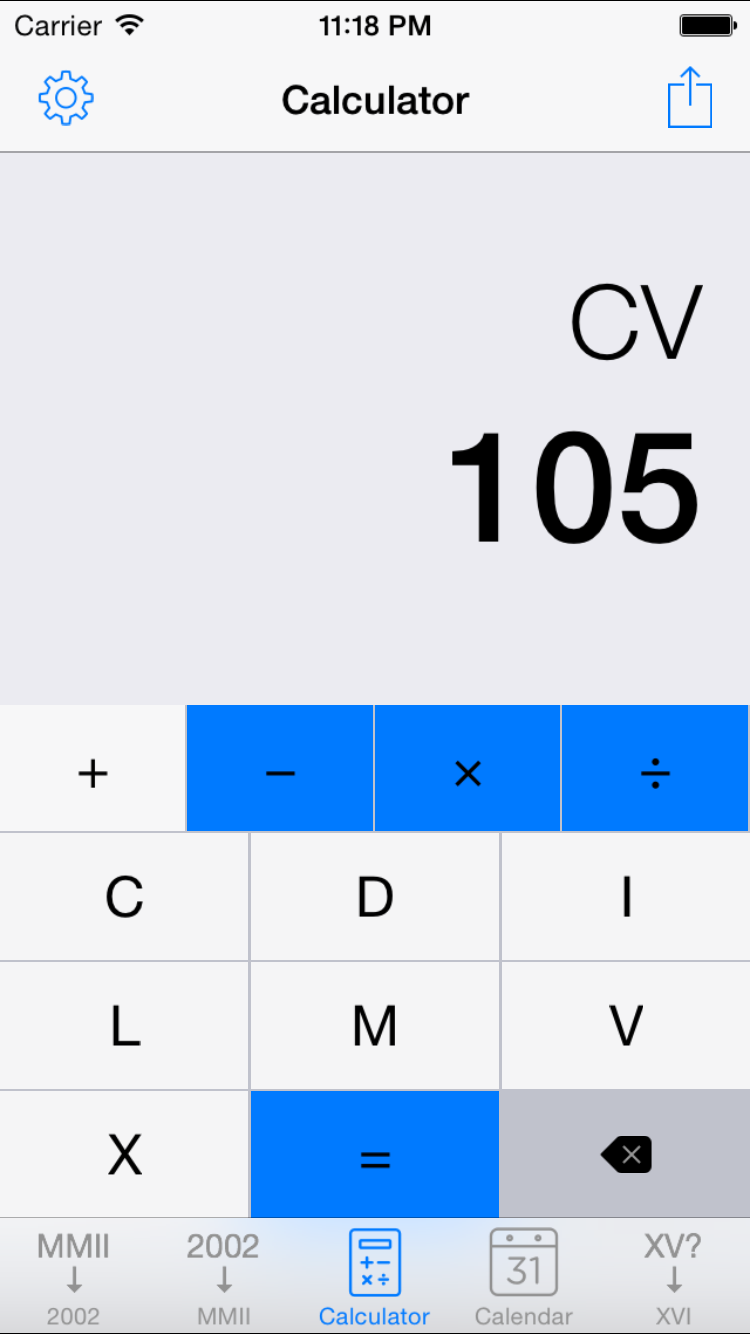 Carrier 11:18 PM
Calculator
CV
105
+ − × ÷
C D I
L M V
X =
MMII 2002 31 XV?
2002 MMII Calculator Calendar XVI